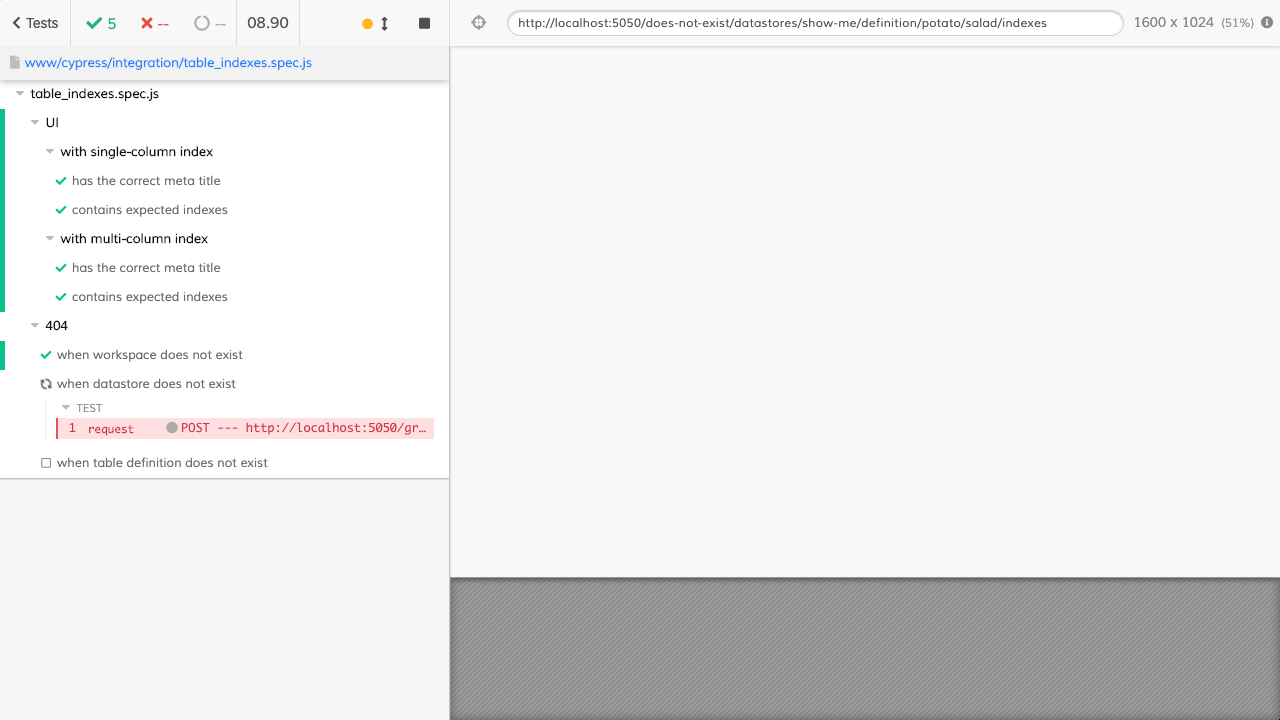 Tests 5 -- -- 08.90 http://localhost:5050/does-not-exist/datastores/show-me/definition/potato/salad/indexes 1600 x 1024 (51%)
www/cypress/integration/table_indexes.spec.js
table_indexes.spec.js
UI
with single-column index
has the correct meta title
contains expected indexes
with multi-column index
has the correct meta title
contains expected indexes
404
when workspace does not exist
when datastore does not exist
TEST
1 request POST --- http://localhost:5050/gr…
when table definition does not exist